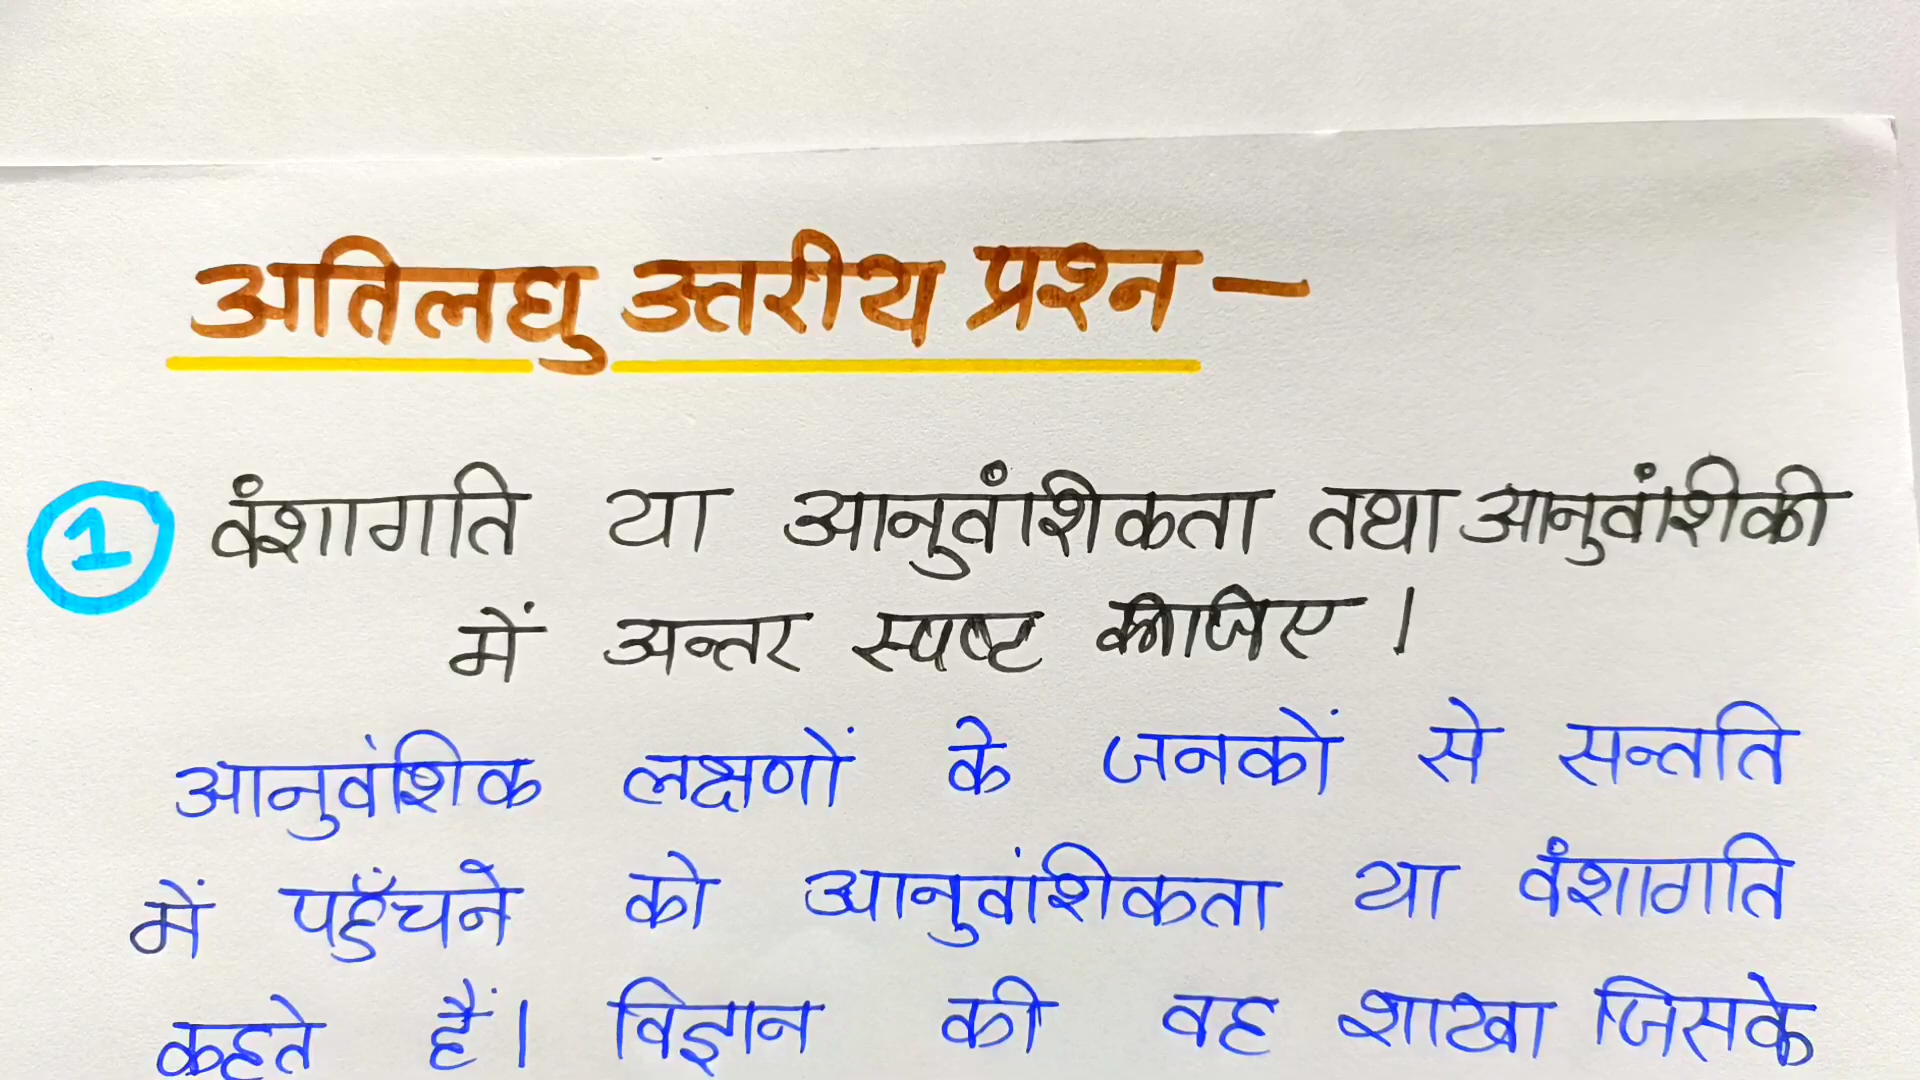 अतिलघु उत्तरीय प्रश्न —
1 वंशागति या आनुवंशिकता तथा आनुवांशिकी
में अन्तर स्पष्ट कीजिए ।
आनुवंशिक लक्षणों के जनकों से सन्तति
में पहुँचने को आनुवांशिकता या वंशागति
कहते हैं। विज्ञान की वह शाखा जिसके